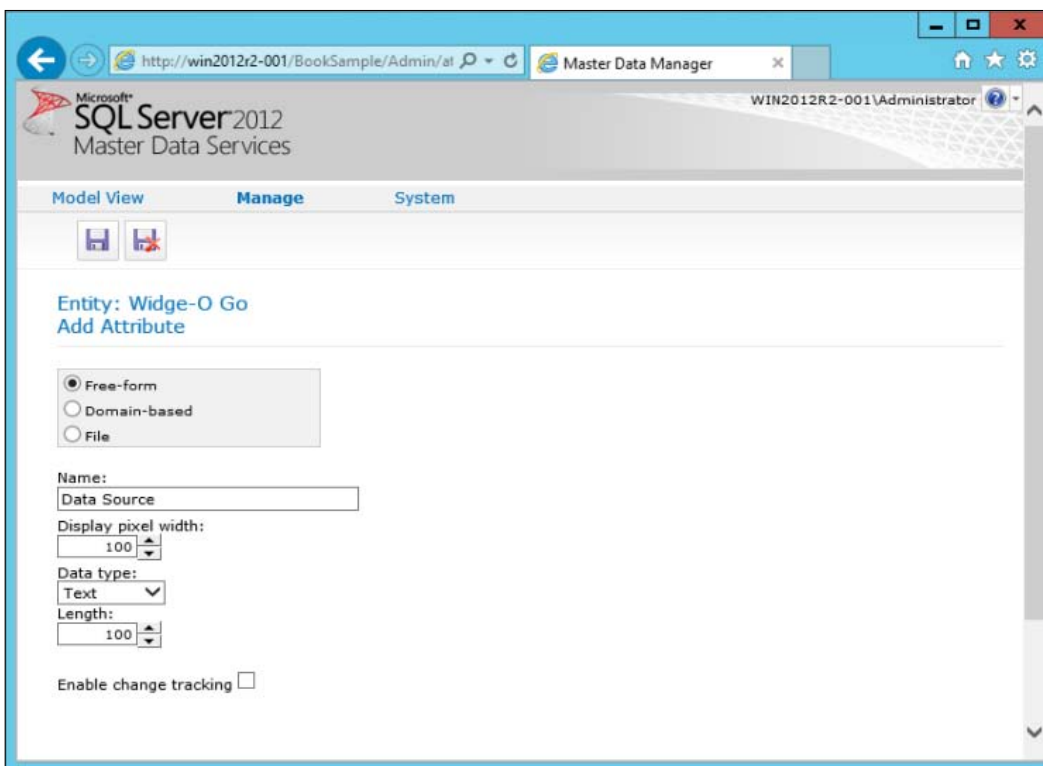 http://win2012r2-001/BookSample/Admin/at
Master Data Manager
Microsoft®
SQL Server 2012
Master Data Services
WIN2012R2-001\Administrator
Model View Manage System
Entity: Widge-O Go
Add Attribute
Free-form
Domain-based
File
Name:
Data Source
Display pixel width:
100
Data type:
Text
Length:
100
Enable change tracking